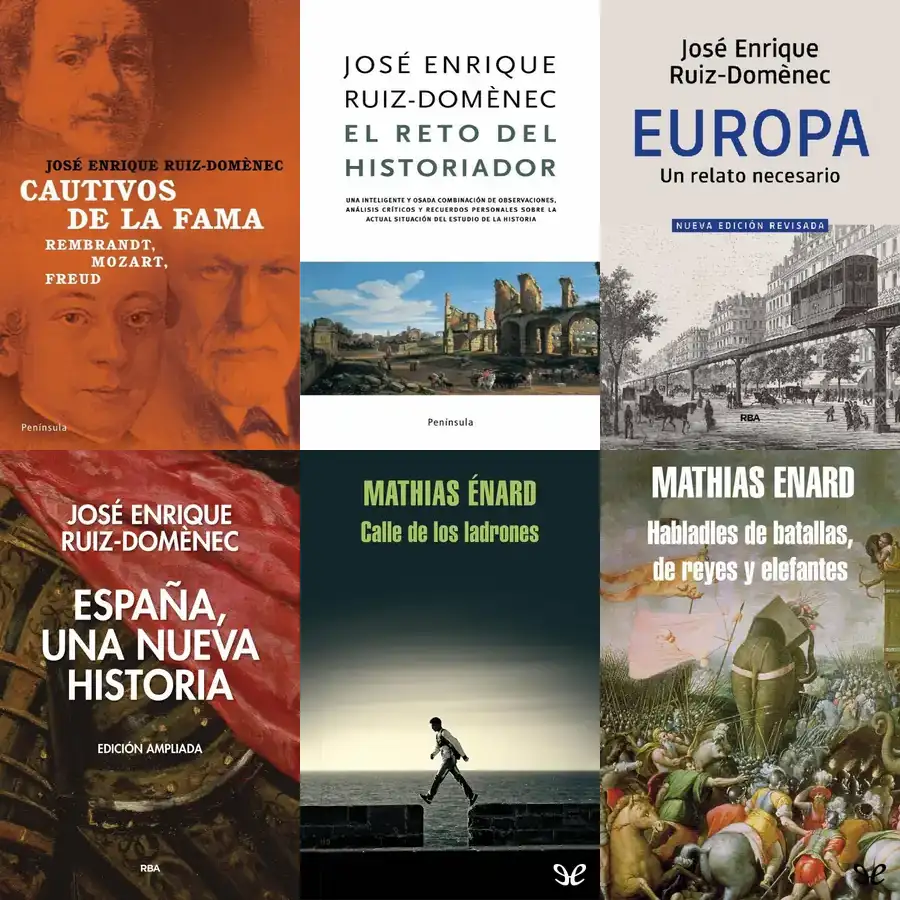 JOSÉ ENRIQUE RUIZ-DOMÈNEC
CAUTIVOS
DE LA FAMA
REMBRANDT,
MOZART,
FREUD
Península
JOSÉ ENRIQUE
RUIZ-DOMÈNEC
EL RETO DEL
HISTORIADOR
UNA INTELIGENTE Y OSADA COMBINACIÓN DE OBSERVACIONES,
ANÁLISIS CRÍTICOS Y RECUERDOS PERSONALES SOBRE LA
ACTUAL SITUACIÓN DEL ESTUDIO DE LA HISTORIA
Península
José Enrique
Ruiz-Domènec
EUROPA
Un relato necesario
NUEVA EDICIÓN REVISADA
RBA
JOSÉ ENRIQUE
RUIZ-DOMÈNEC
ESPAÑA,
UNA NUEVA
HISTORIA
EDICIÓN AMPLIADA
RBA
MATHIAS ÉNARD
Calle de los ladrones
MATHIAS ENARD
Habladles de batallas,
de reyes y elefantes